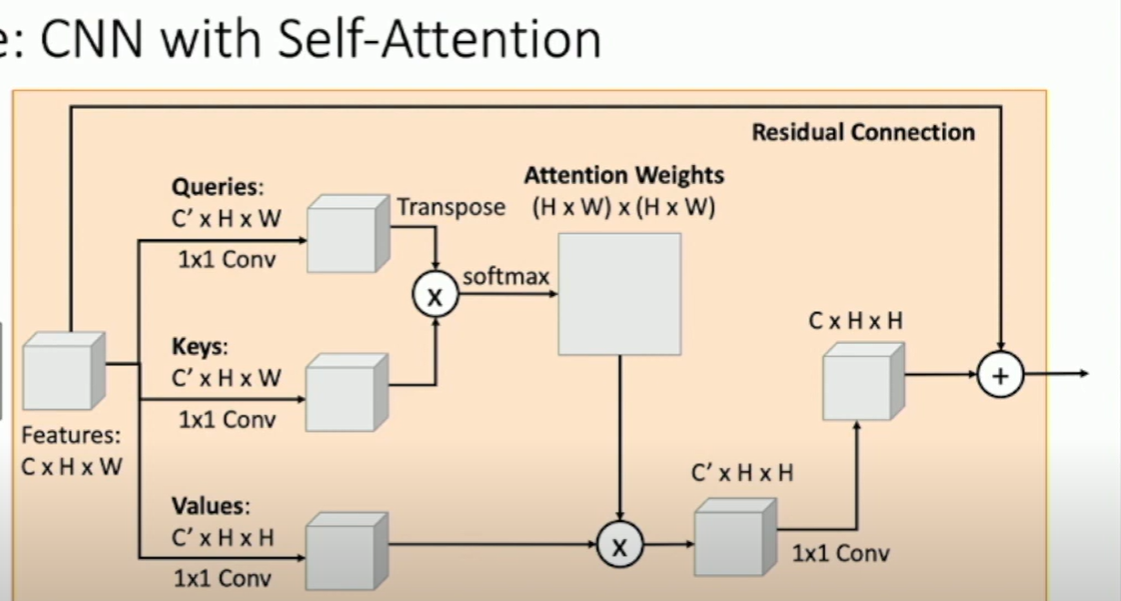 : CNN with Self-Attention
Residual Connection
Attention Weights
(H x W) x (H x W)
Queries:
C’ x H x W
1x1 Conv
Transpose
x
softmax
Keys:
C’ x H x W
1x1 Conv
Features:
C x H x W
Values:
C’ x H x H
1x1 Conv
x
C’ x H x H
1x1 Conv
C x H x H
+